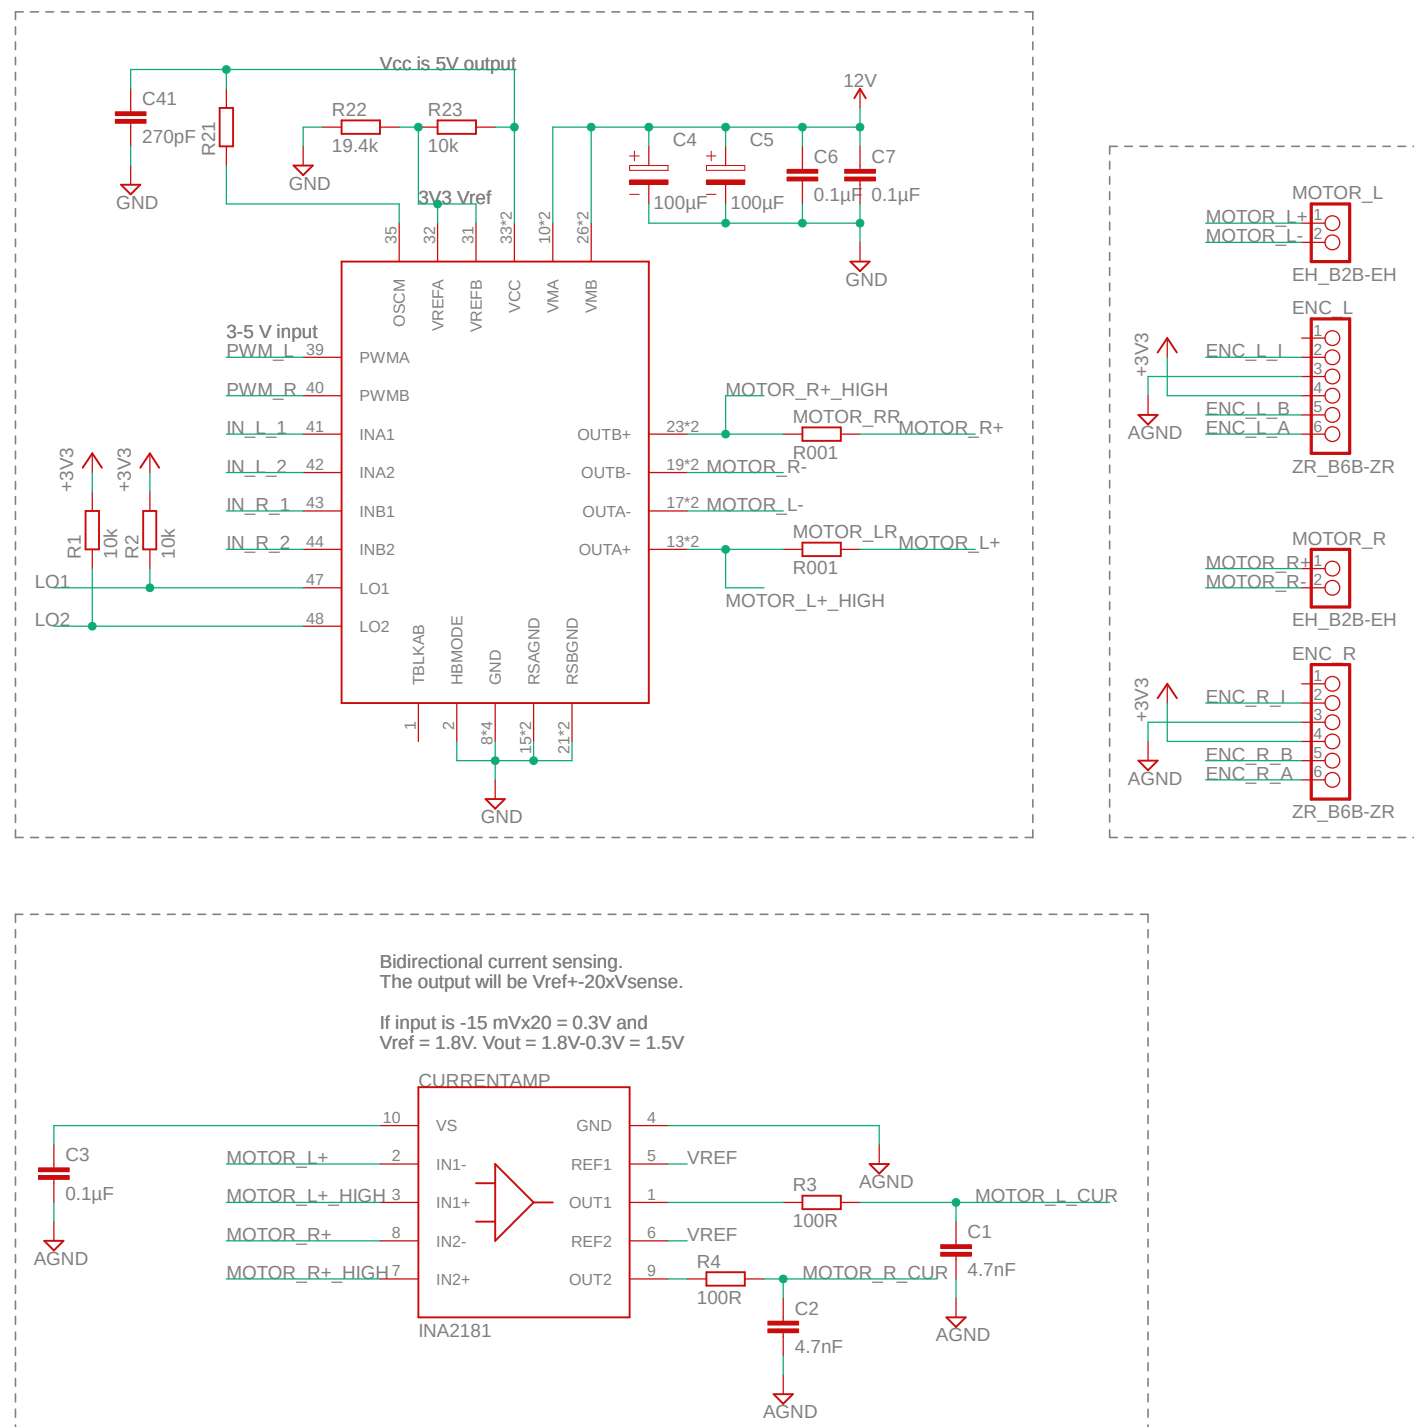 Vcc is 5V output
C41
270pF
GND
R21
R22
19.4k
GND
R23
10k
3V3 Vref
12V
C4
100µF
C5
100µF
C6
0.1µF
C7
0.1µF
GND
35
32
31
33*2
10*2
26*2
OSCM
VREFA
VREFB
VCC
VMA
VMB
3-5 V input
PWM_L 39 PWMA
PWM_R 40 PWMB
IN_L_1 41 INA1
IN_L_2 42 INA2
IN_R_1 43 INB1
IN_R_2 44 INB2
LO1 47 LO1
LO2 48 LO2
+3V3
+3V3
R1
10k
R2
10k
OUTB+ 23*2
OUTB- 19*2 MOTOR_R-
OUTA- 17*2 MOTOR_L-
OUTA+ 13*2
MOTOR_R+_HIGH
MOTOR_RR
R001
MOTOR_R+
MOTOR_LR
R001
MOTOR_L+
MOTOR_L+_HIGH
TBLKAB
HBMODE
GND
RSAGND
RSBGND
1
2
8*4
15*2
21*2
GND
MOTOR_L
MOTOR_L+ 1
MOTOR_L- 2
EH_B2B-EH
ENC_L
+3V3
1
ENC_L_I 2
3
4
ENC_L_B 5
ENC_L_A 6
AGND
ZR_B6B-ZR
MOTOR_R
MOTOR_R+ 1
MOTOR_R- 2
EH_B2B-EH
ENC_R
+3V3
1
ENC_R_I 2
3
4
ENC_R_B 5
ENC_R_A 6
AGND
ZR_B6B-ZR
Bidirectional current sensing.
The output will be Vref+-20xVsense.
If input is -15 mVx20 = 0.3V and
Vref = 1.8V. Vout = 1.8V-0.3V = 1.5V
CURRENTAMP
10 VS
MOTOR_L+ 2 IN1-
MOTOR_L+_HIGH 3 IN1+
MOTOR_R+ 8 IN2-
MOTOR_R+_HIGH 7 IN2+
C3
0.1µF
AGND
GND 4
REF1 5 VREF
OUT1 1
REF2 6 VREF
OUT2 9
INA2181
AGND
R3
100R
MOTOR_L_CUR
C1
4.7nF
AGND
R4
100R
MOTOR_R_CUR
C2
4.7nF
AGND